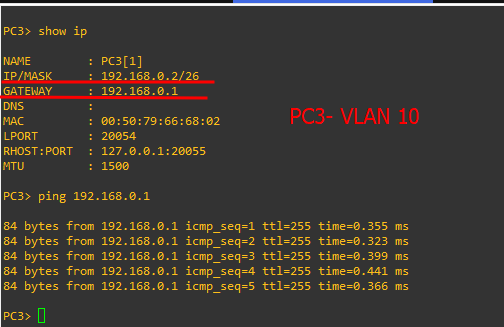 PC3> show ip
NAME : PC3[1]
IP/MASK : 192.168.0.2/26
GATEWAY : 192.168.0.1
DNS :
MAC : 00:50:79:66:68:02
LPORT : 20054
RHOST:PORT : 127.0.0.1:20055
MTU : 1500
PC3- VLAN 10
PC3> ping 192.168.0.1
84 bytes from 192.168.0.1 icmp_seq=1 ttl=255 time=0.355 ms
84 bytes from 192.168.0.1 icmp_seq=2 ttl=255 time=0.323 ms
84 bytes from 192.168.0.1 icmp_seq=3 ttl=255 time=0.399 ms
84 bytes from 192.168.0.1 icmp_seq=4 ttl=255 time=0.441 ms
84 bytes from 192.168.0.1 icmp_seq=5 ttl=255 time=0.366 ms
PC3>